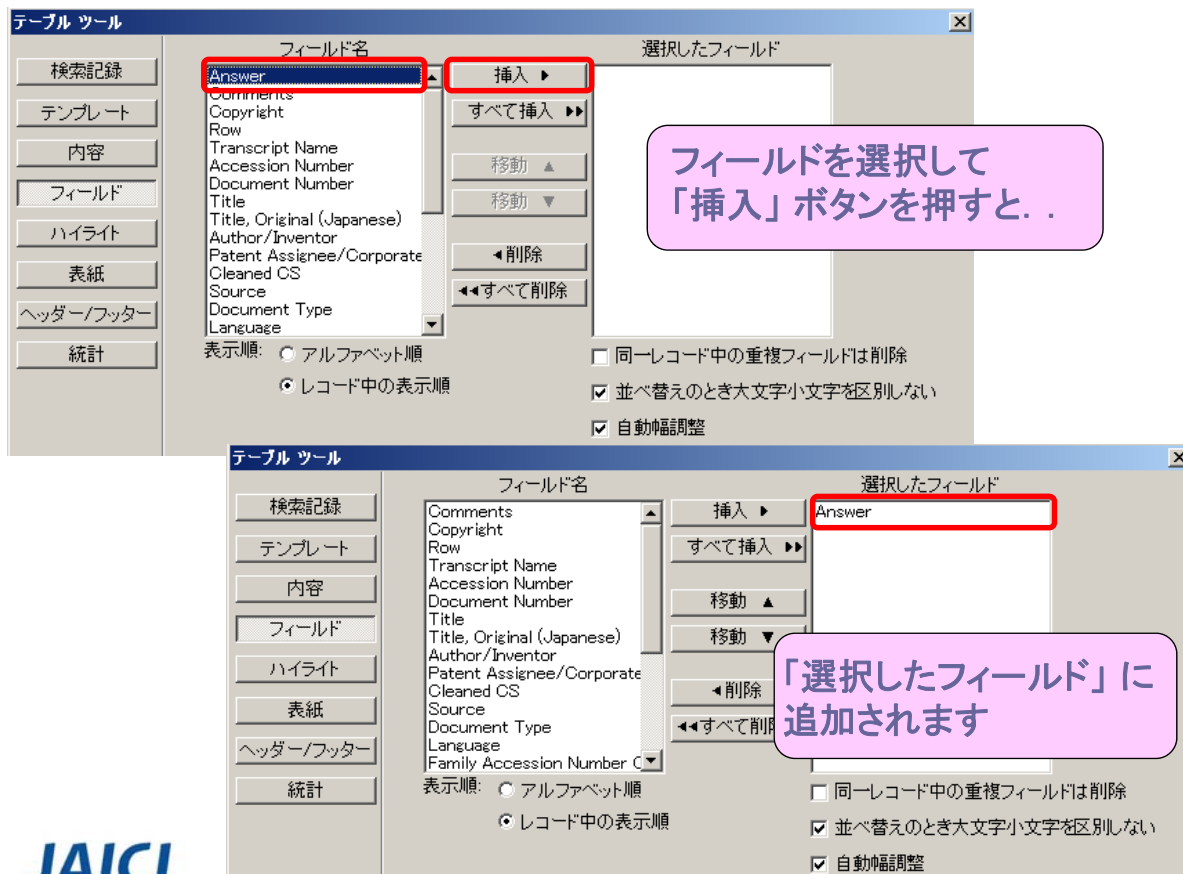 テーブル ツール
検索記録
テンプレート
内容
フィールド
ハイライト
表紙
ヘッダー/フッター
統計
フィールド名
Answer
Comments
Copyright
Row
Transcript Name
Accession Number
Document Number
Title
Title, Original (Japanese)
Author/Inventor
Patent Assignee/Corporate
Cleaned CS
Source
Document Type
Language
表示順:
アルファベット順
レコード中の表示順
挿入
すべて挿入
移動 ▲
移動 ▼
削除
すべて削除
選択したフィールド
フィールドを選択して
「挿入」ボタンを押すと. .
同一レコード中の重複フィールドは削除
並べ替えのとき大文字小文字を区別しない
自動幅調整
テーブル ツール
検索記録
テンプレート
内容
フィールド
ハイライト
表紙
ヘッダー/フッター
統計
フィールド名
Comments
Copyright
Row
Transcript Name
Accession Number
Document Number
Title
Title, Original (Japanese)
Author/Inventor
Patent Assignee/Corporate
Cleaned CS
Source
Document Type
Language
Family Accession Number
表示順:
アルファベット順
レコード中の表示順
挿入
すべて挿入
移動 ▲
移動 ▼
削除
すべて削
選択したフィールド
Answer
「選択したフィールド」に
追加されます
同一レコード中の重複フィールドは削除
並べ替えのとき大文字小文字を区別しない
自動幅調整
JAICI